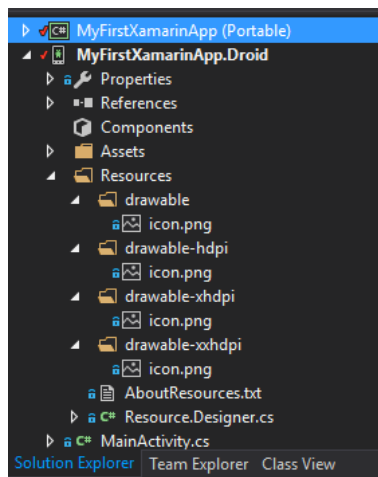 C# MyFirstXamarinApp (Portable)
MyFirstXamarinApp.Droid
Properties
References
Components
Assets
Resources
drawable
icon.png
drawable-hdpi
icon.png
drawable-xhdpi
icon.png
drawable-xxhdpi
icon.png
AboutResources.txt
C# Resource.Designer.cs
C# MainActivity.cs
Solution Explorer Team Explorer Class View